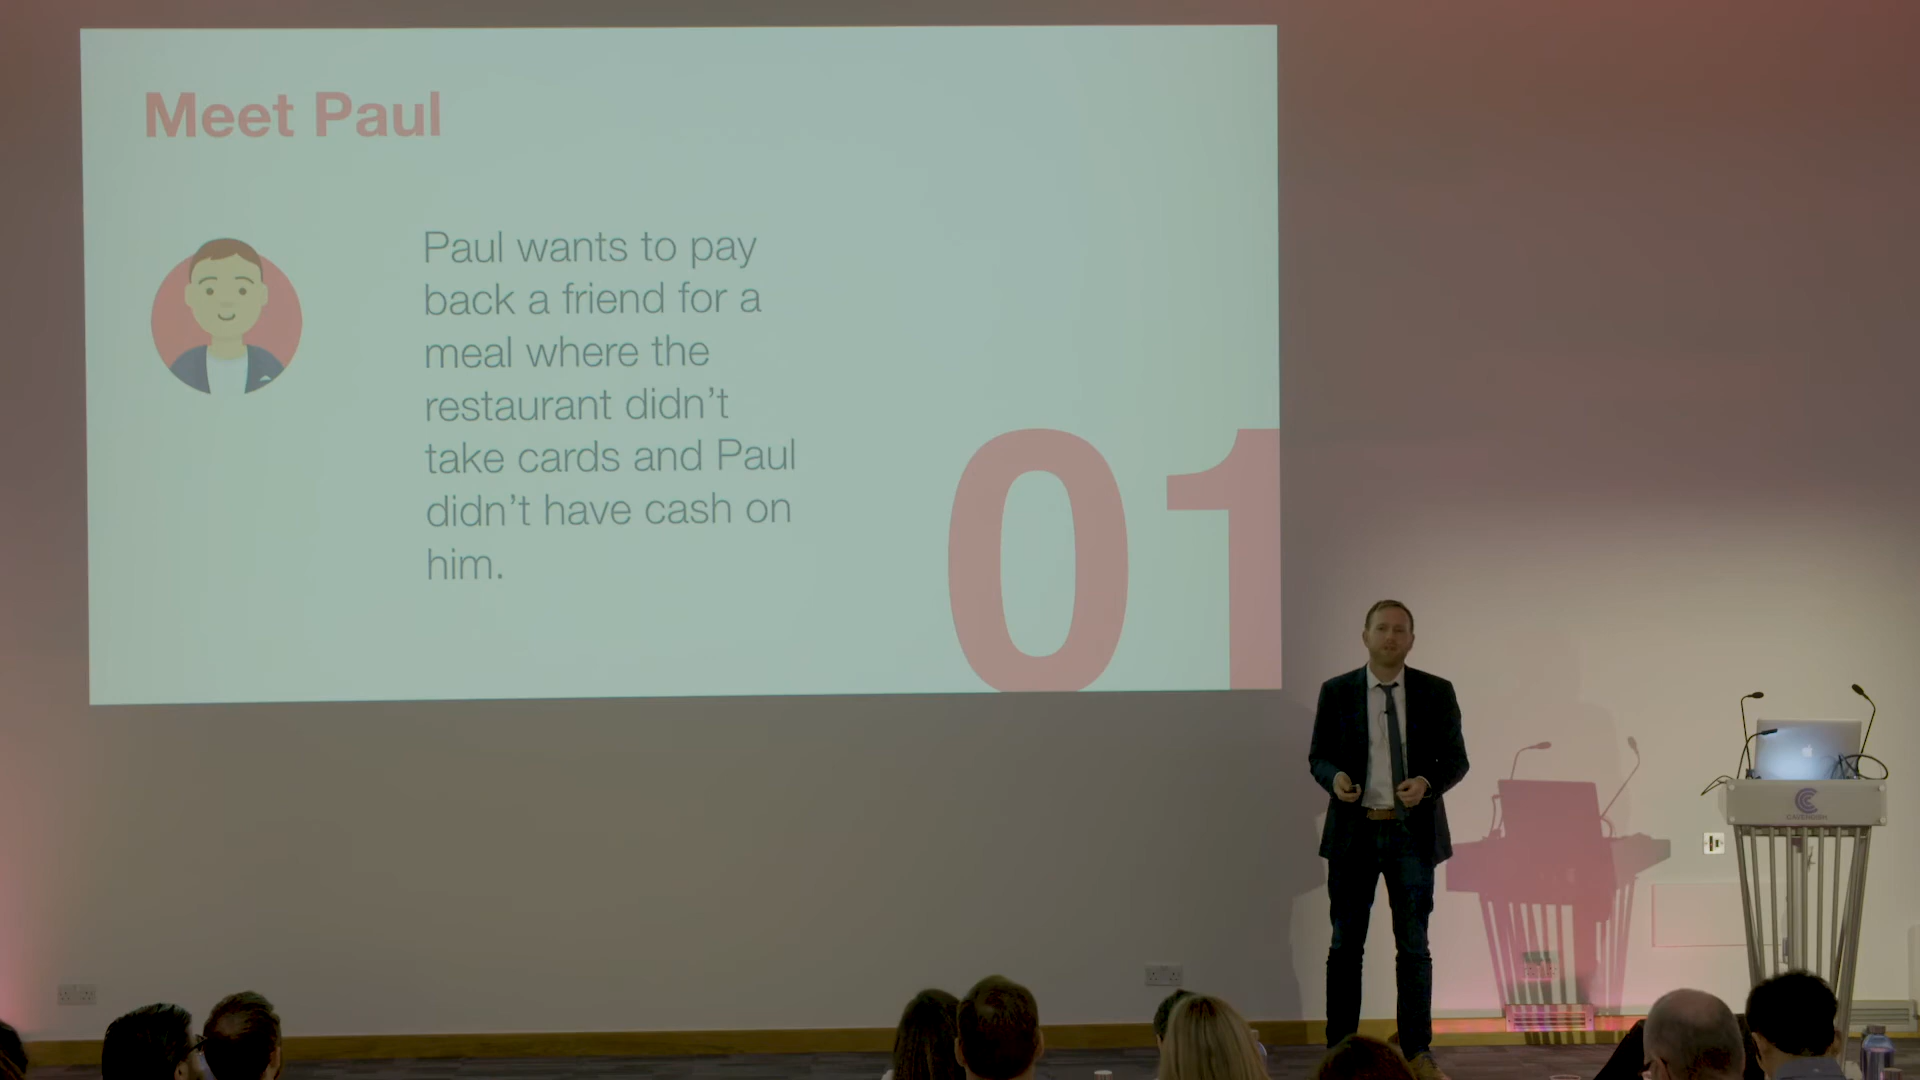 Meet Paul
Paul wants to pay
back a friend for a
meal where the
restaurant didn’t
take cards and Paul
didn’t have cash on
him.
01
CAVENDISH